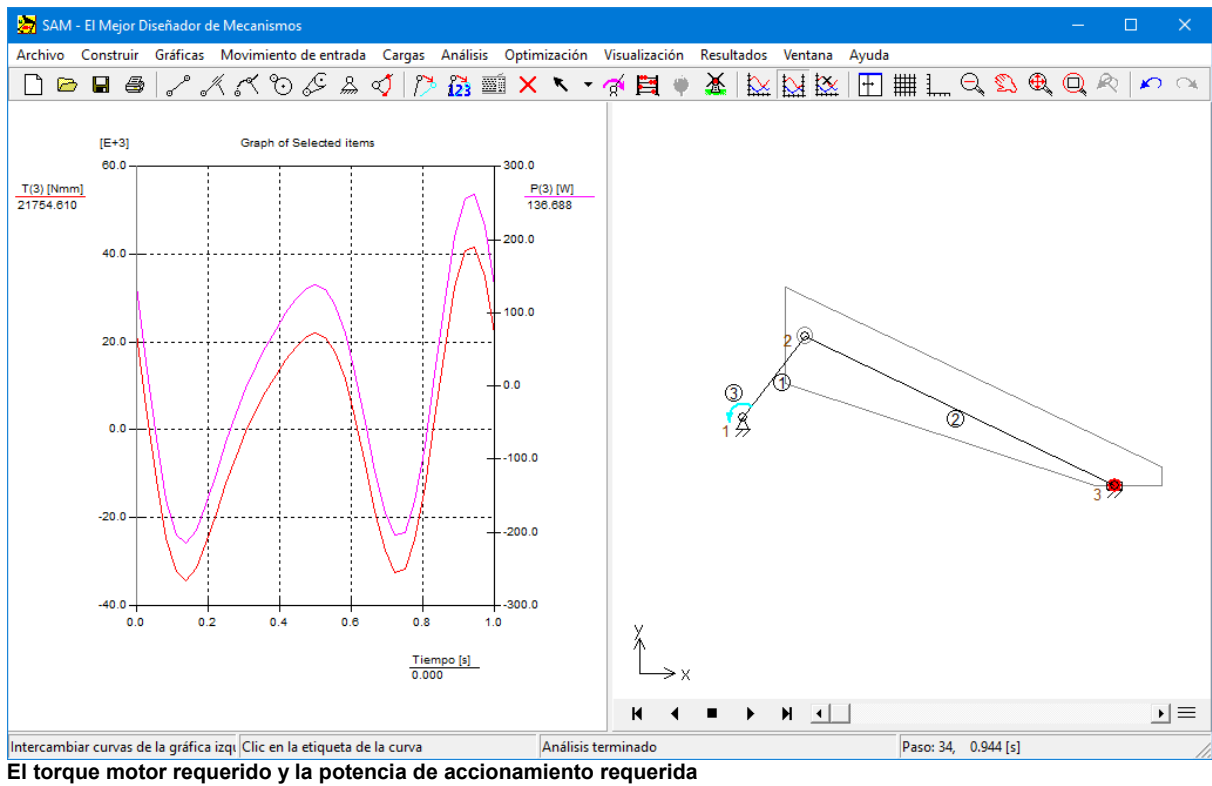 SAM - El Mejor Diseñador de Mecanismos
Archivo Construir Gráficas Movimiento de entrada Cargas Análisis Optimización Visualización Resultados Ventana Ayuda
123
[E+3] Graph of Selected items
60.0 300.0
T(3) [Nmm] P(3) [W]
21754.610 136.688
40.0 200.0
100.0
20.0
0.0
0.0
-100.0
-20.0
-200.0
-40.0 -300.0
0.0 0.2 0.4 0.6 0.8 1.0
Tiempo [s]
0.000
2
1
3
2
1
3
y
x
Intercambiar curvas de la gráfica izqu Clic en la etiqueta de la curva Análisis terminado Paso: 34, 0.944 [s]
El torque motor requerido y la potencia de accionamiento requerida